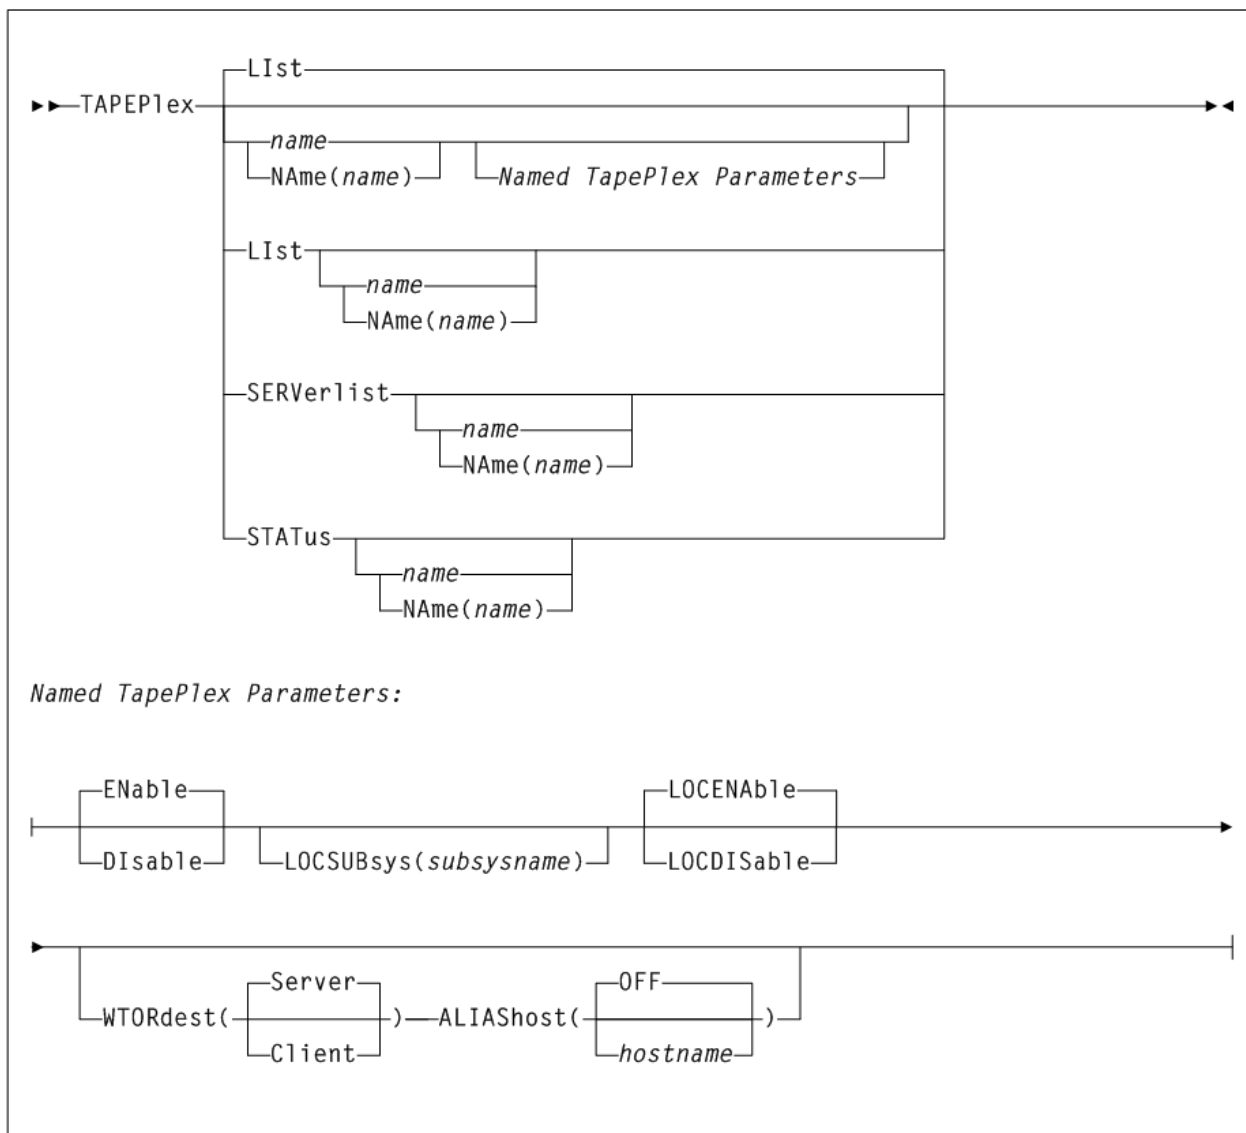 LIst
TAPEPlex
name
NAme(name)
Named TapePlex Parameters
LIst
name
NAme(name)
SERVerlist
name
NAme(name)
STATus
name
NAme(name)
Named TapePlex Parameters:
ENable
LOCENAble
DIsable
LOCSUBsys(subsysname)
LOCDISable
Server
OFF
WTORdest( ) ALIAShost( )
Client
hostname